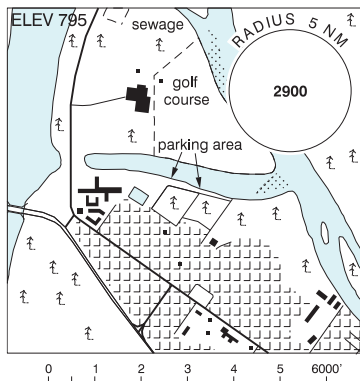 ELEV 795
sewage
RADIUS 5 NM
2900
golf
course
parking area
0 1 2 3 4 5 6000'